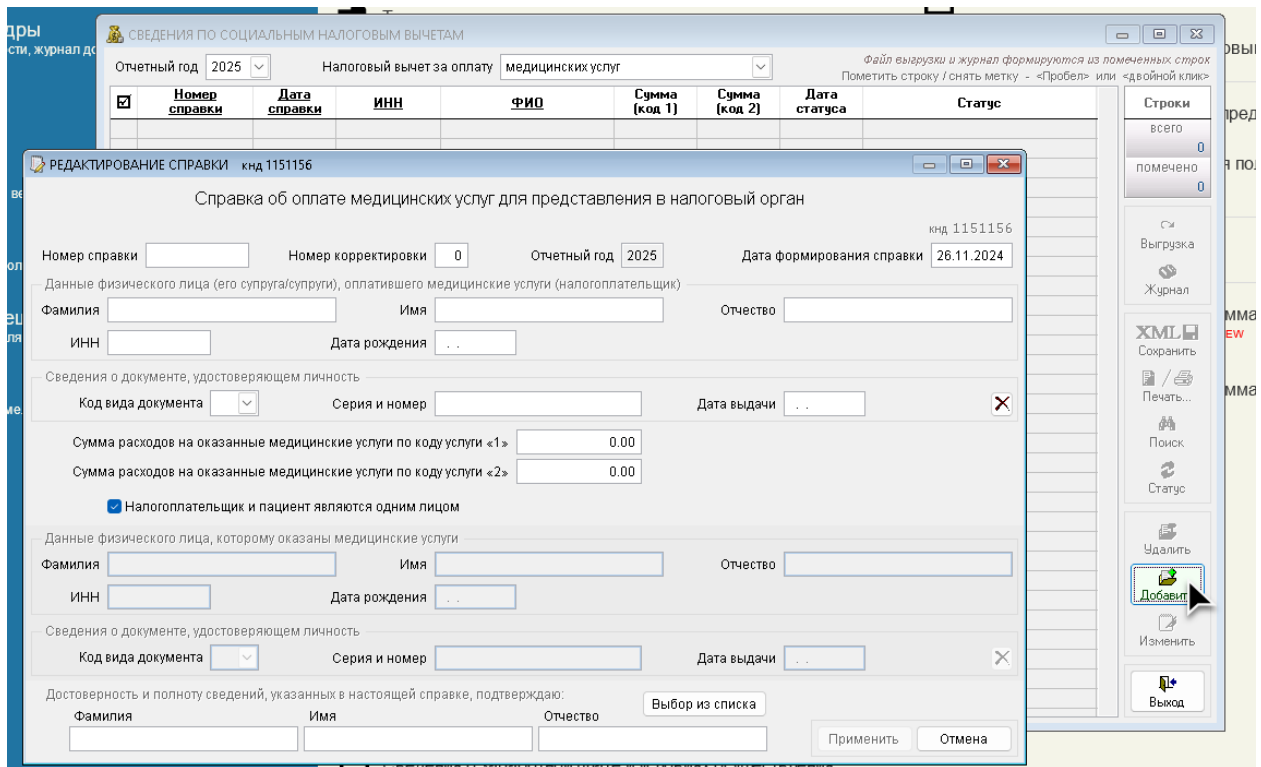 дры
сти, журнал до
СВЕДЕНИЯ ПО СОЦИАЛЬНЫМ НАЛОГОВЫМ ВЫЧЕТАМ
Отчетный год 2025 Налоговый вычет за оплату медицинских услуг
Файл выгрузки и журнал формируются из помеченных строк
Пометить строку / снять метку - «Пробел» или «двойной клик»
Номер справки Дата справки ИНН ФИО Сумма (код 1) Сумма (код 2) Дата статуса Статус Строки
всего
0
помечено
0
РЕДАКТИРОВАНИЕ СПРАВКИ кнд 1151156
Справка об оплате медицинских услуг для представления в налоговый орган
кнд 1151156
Номер справки Номер корректировки 0 Отчетный год 2025 Дата формирования справки 26.11.2024
Данные физического лица (его супруга/супруги), оплатившего медицинские услуги (налогоплательщик)
Фамилия Имя Отчество
ИНН Дата рождения . .
Сведения о документе, удостоверяющем личность
Код вида документа Серия и номер Дата выдачи . .
Сумма расходов на оказанные медицинские услуги по коду услуги «1» 0.00
Сумма расходов на оказанные медицинские услуги по коду услуги «2» 0.00
Налогоплательщик и пациент являются одним лицом
Данные физического лица, которому оказаны медицинские услуги
Фамилия Имя Отчество
ИНН Дата рождения . .
Сведения о документе, удостоверяющем личность
Код вида документа Серия и номер Дата выдачи . .
Достоверность и полноту сведений, указанных в настоящей справке, подтверждаю:
Выбор из списка
Фамилия Имя Отчество
Применить Отмена
Выгрузка
Журнал
XML
Сохранить
Печать...
Поиск
Статус
Удалить
Добавить
Изменить
Выход
овы
пред
я по
мма
EW
мма